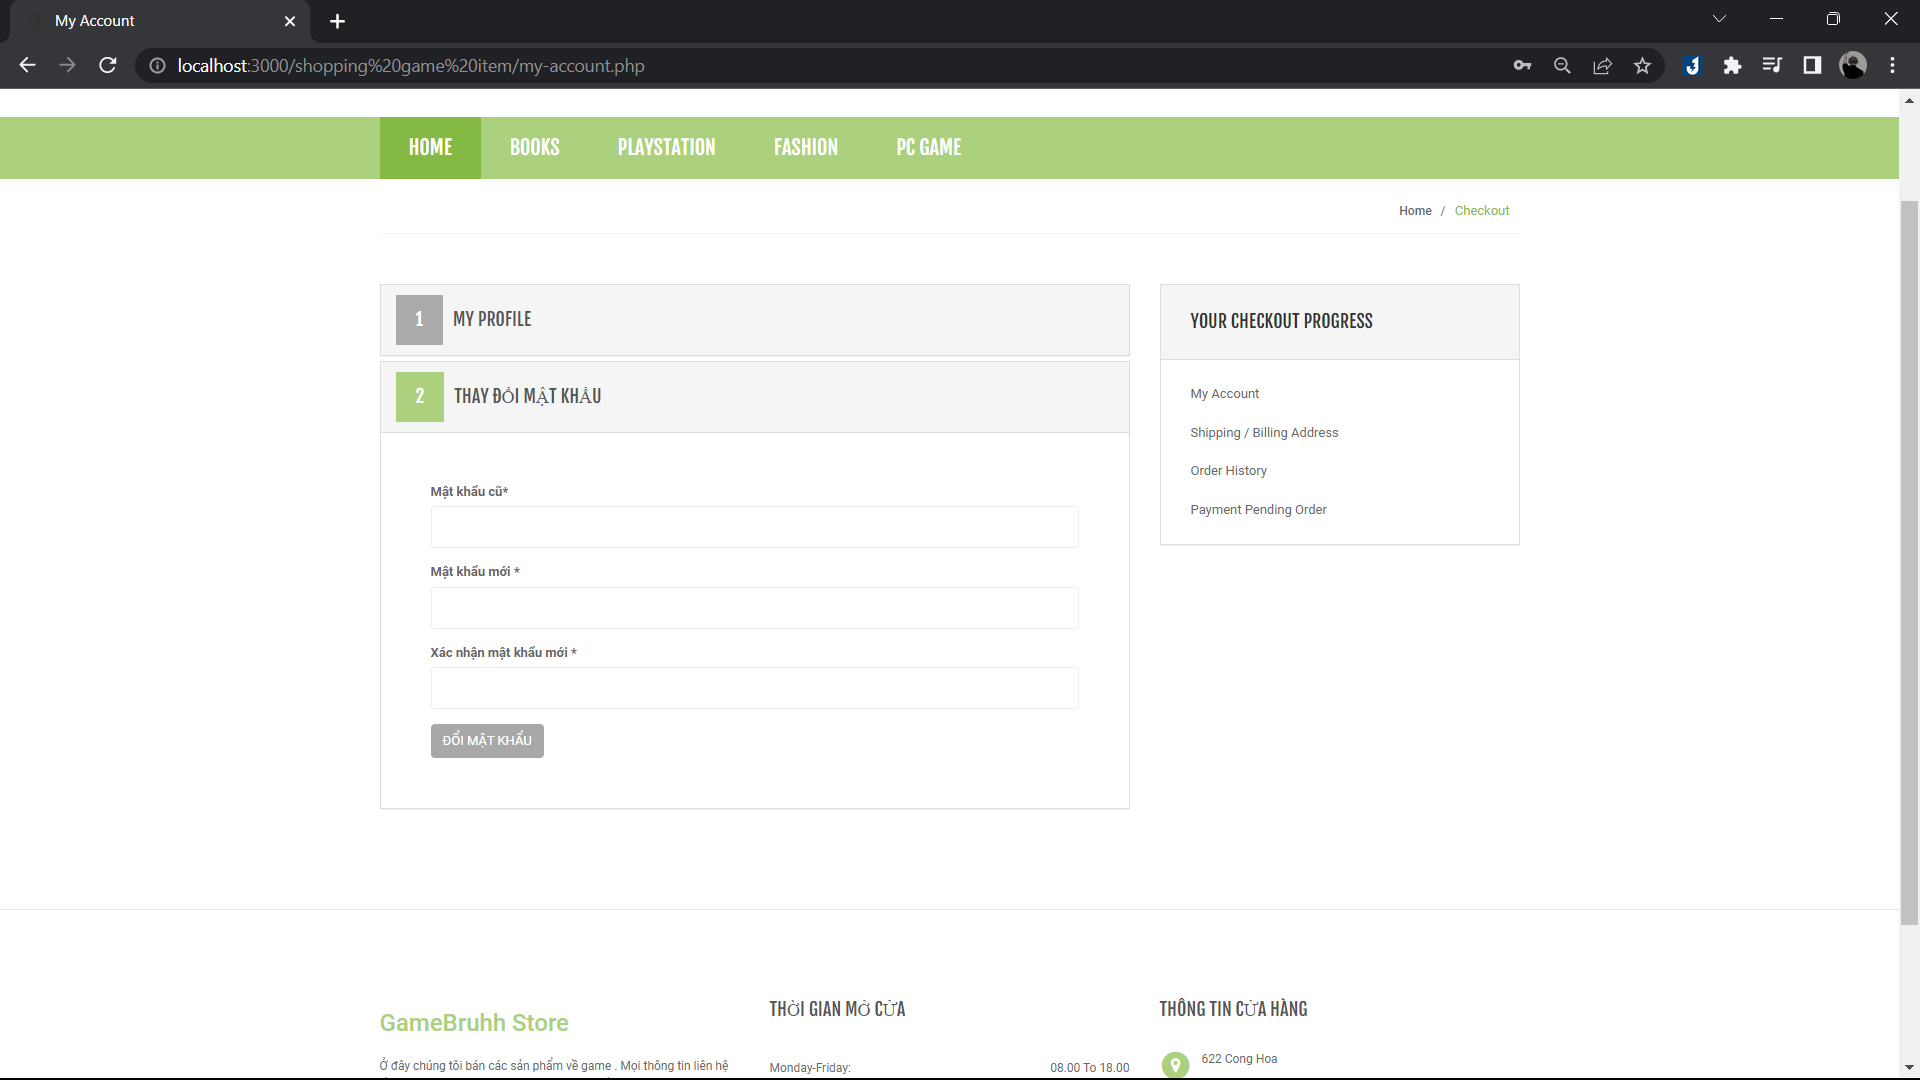 My Account
localhost:3000/shopping%20game%20item/my-account.php
HOME BOOKS PLAYSTATION FASHION PC GAME
Home / Checkout
1 MY PROFILE
2 THAY ĐỔI MẬT KHẨU
Mật khẩu cũ*
Mật khẩu mới *
Xác nhận mật khẩu mới *
ĐỔI MẬT KHẨU
YOUR CHECKOUT PROGRESS
My Account
Shipping / Billing Address
Order History
Payment Pending Order
GameBruhh Store
Ở đây chúng tôi bán các sản phẩm về game . Mọi thông tin liên hệ
THỜI GIAN MỞ CỬA
Monday-Friday: 08.00 To 18.00
THÔNG TIN CỬA HÀNG
622 Cong Hoa